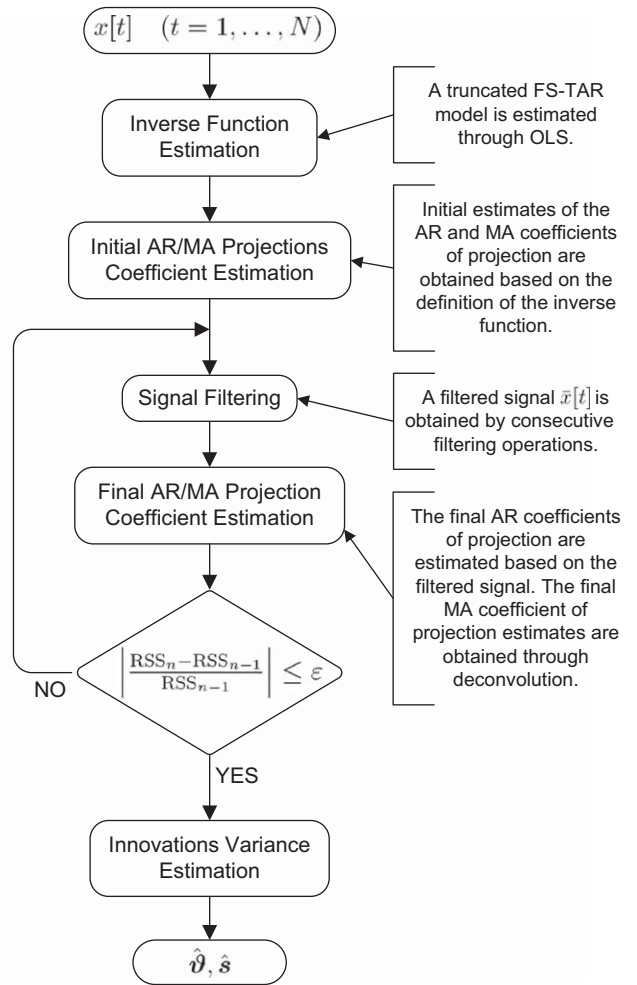 x[t] (t = 1, . . . , N)
Inverse Function
Estimation
A truncated FS-TAR
model is estimated
through OLS.
Initial AR/MA Projections
Coefficient Estimation
Initial estimates of the
AR and MA coefficients
of projection are
obtained based on the
definition of the inverse
function.
Signal Filtering
A filtered signal x̄[t] is
obtained by consecutive
filtering operations.
Final AR/MA Projection
Coefficient Estimation
The final AR coefficients
of projection are
estimated based on the
filtered signal. The final
MA coefficient of
projection estimates are
obtained through
deconvolution.
|RSSₙ−RSSₙ₋₁ / RSSₙ₋₁| ≤ ε
NO
YES
Innovations Variance
Estimation
ϑ̂, ŝ